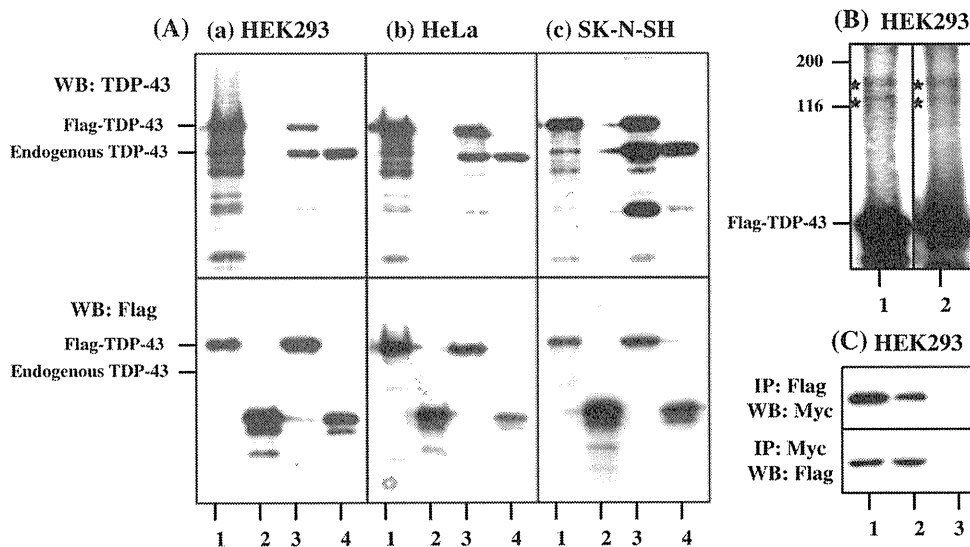 (A) (a) HEK293 (b) HeLa (c) SK-N-SH
WB: TDP-43
Flag-TDP-43
Endogenous TDP-43
WB: Flag
Flag-TDP-43
Endogenous TDP-43
1 2 3 4 1 2 3 4 1 2 3 4
(B) HEK293
200
* *
116 * *
Flag-TDP-43
1 2
(C) HEK293
IP: Flag
WB: Myc
IP: Myc
WB: Flag
1 2 3